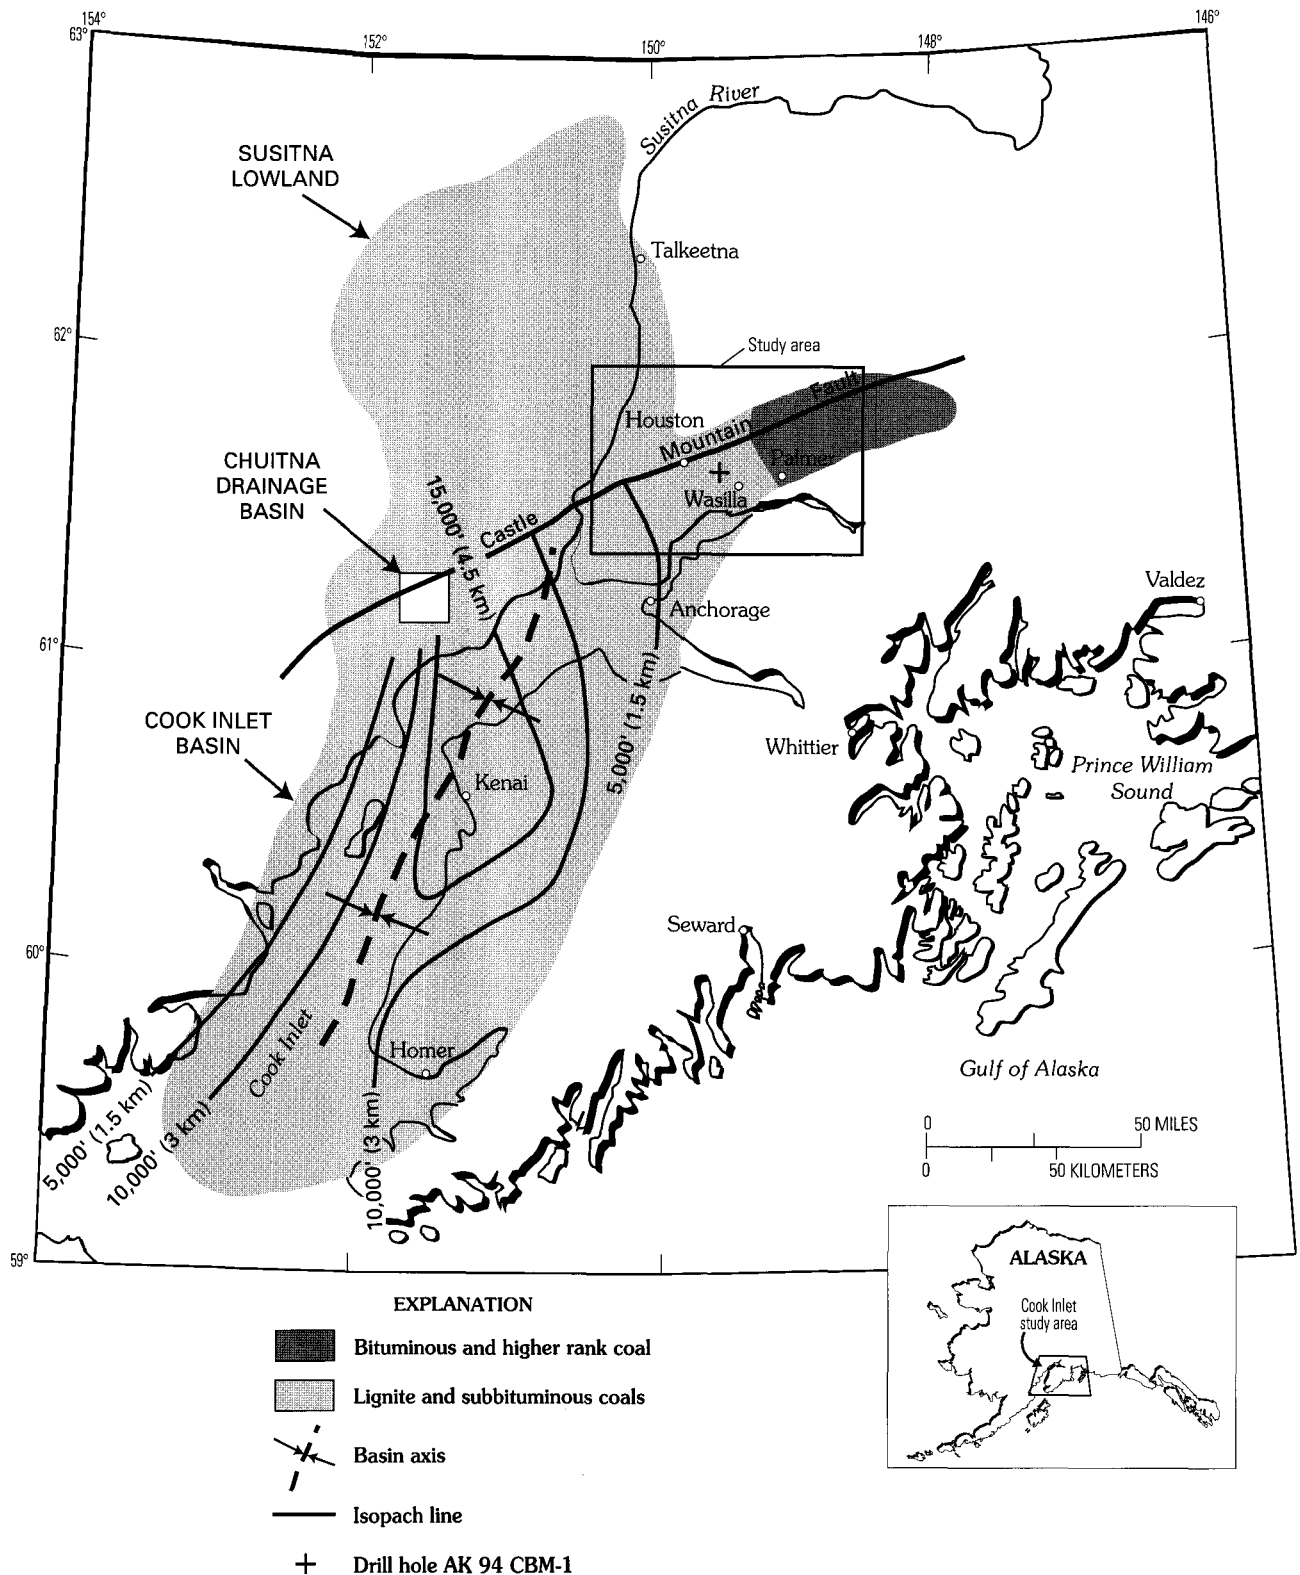 154°
63°
152°
150°
148°
146°
Susitna River
SUSITNA
LOWLAND
Talkeetna
62°
Study area
Fault
Houston
Mountain
Palmer
CHUITNA
DRAINAGE
BASIN
15,000' (4.5 km)
Wasilla
Castle
Valdez
Anchorage
61°
5,000' (1.5 km)
COOK INLET
BASIN
Whittier
Prince William
Sound
Kenai
Seward
60°
Cook Inlet
Homer
Gulf of Alaska
5,000' (1.5 km)
10,000' (3 km)
10,000' (3 km)
0 50 MILES
0 50 KILOMETERS
59°
ALASKA
Cook Inlet
study area
EXPLANATION
Bituminous and higher rank coal
Lignite and subbituminous coals
Basin axis
Isopach line
Drill hole AK 94 CBM-1